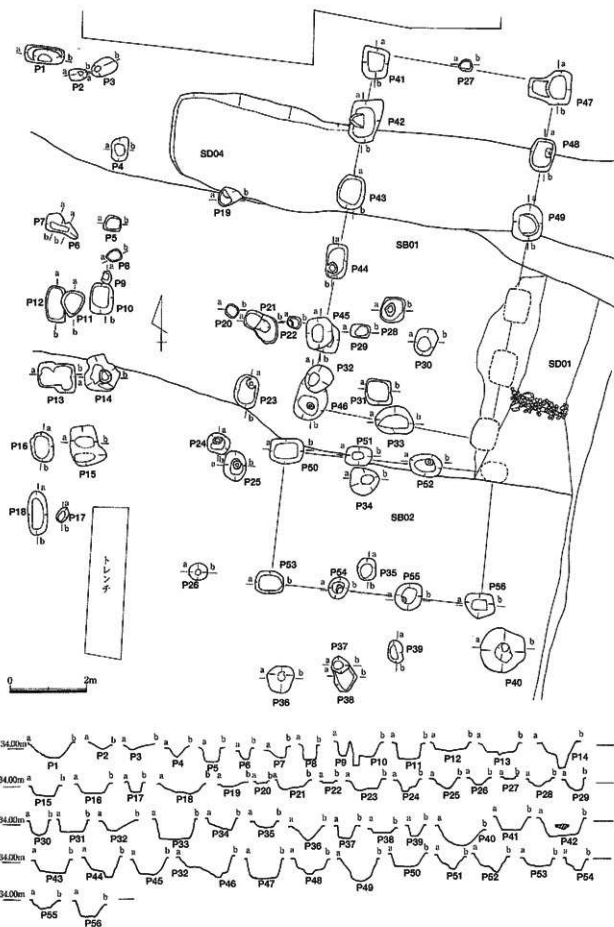 P1 P2 P3 P41 P27 P47
P42 P48
P4 SD04 P43
P19 P49
P7 P6 P5 SB01
P8 P44
P9
P12 P11 P10 P20 P21 P22 P45 P29 P28 P30 SD01
P32
P13 P14 P23 P46 P31 P33
P16 P15 P24 P25 P50 P51 P52
P34
P18 P17 SB02
トレンチ
P26 P53 P54 P35 P55 P56
P37 P39 P40
P36 P38
0 2m
34.00m a b P1 a b P2 a b P3 a b P4 a b P5 a b P6 a b P7 a b P8 a b P9 P10 a b P11 a b P12 a b P13 a b P14
34.00m a b P15 a b P16 a b P17 a b P18 a b P19 a b P20 a b P21 a b P22 a b P23 a b P24 a b P25 a b P26 a b P27 a b P28 a b P29
34.00m a b P30 a b P31 a b P32 a b P33 a b P34 a b P35 a b P36 a b P37 a b P38 a b P39 a b P40 a b P41 a b P42
34.00m a b P43 a b P44 a b P45 a P32 b P46 a b P47 a b P48 a b P49 a b P50 a b P51 a b P52 a b P53 a b P54
34.00m a b P55 a b P56